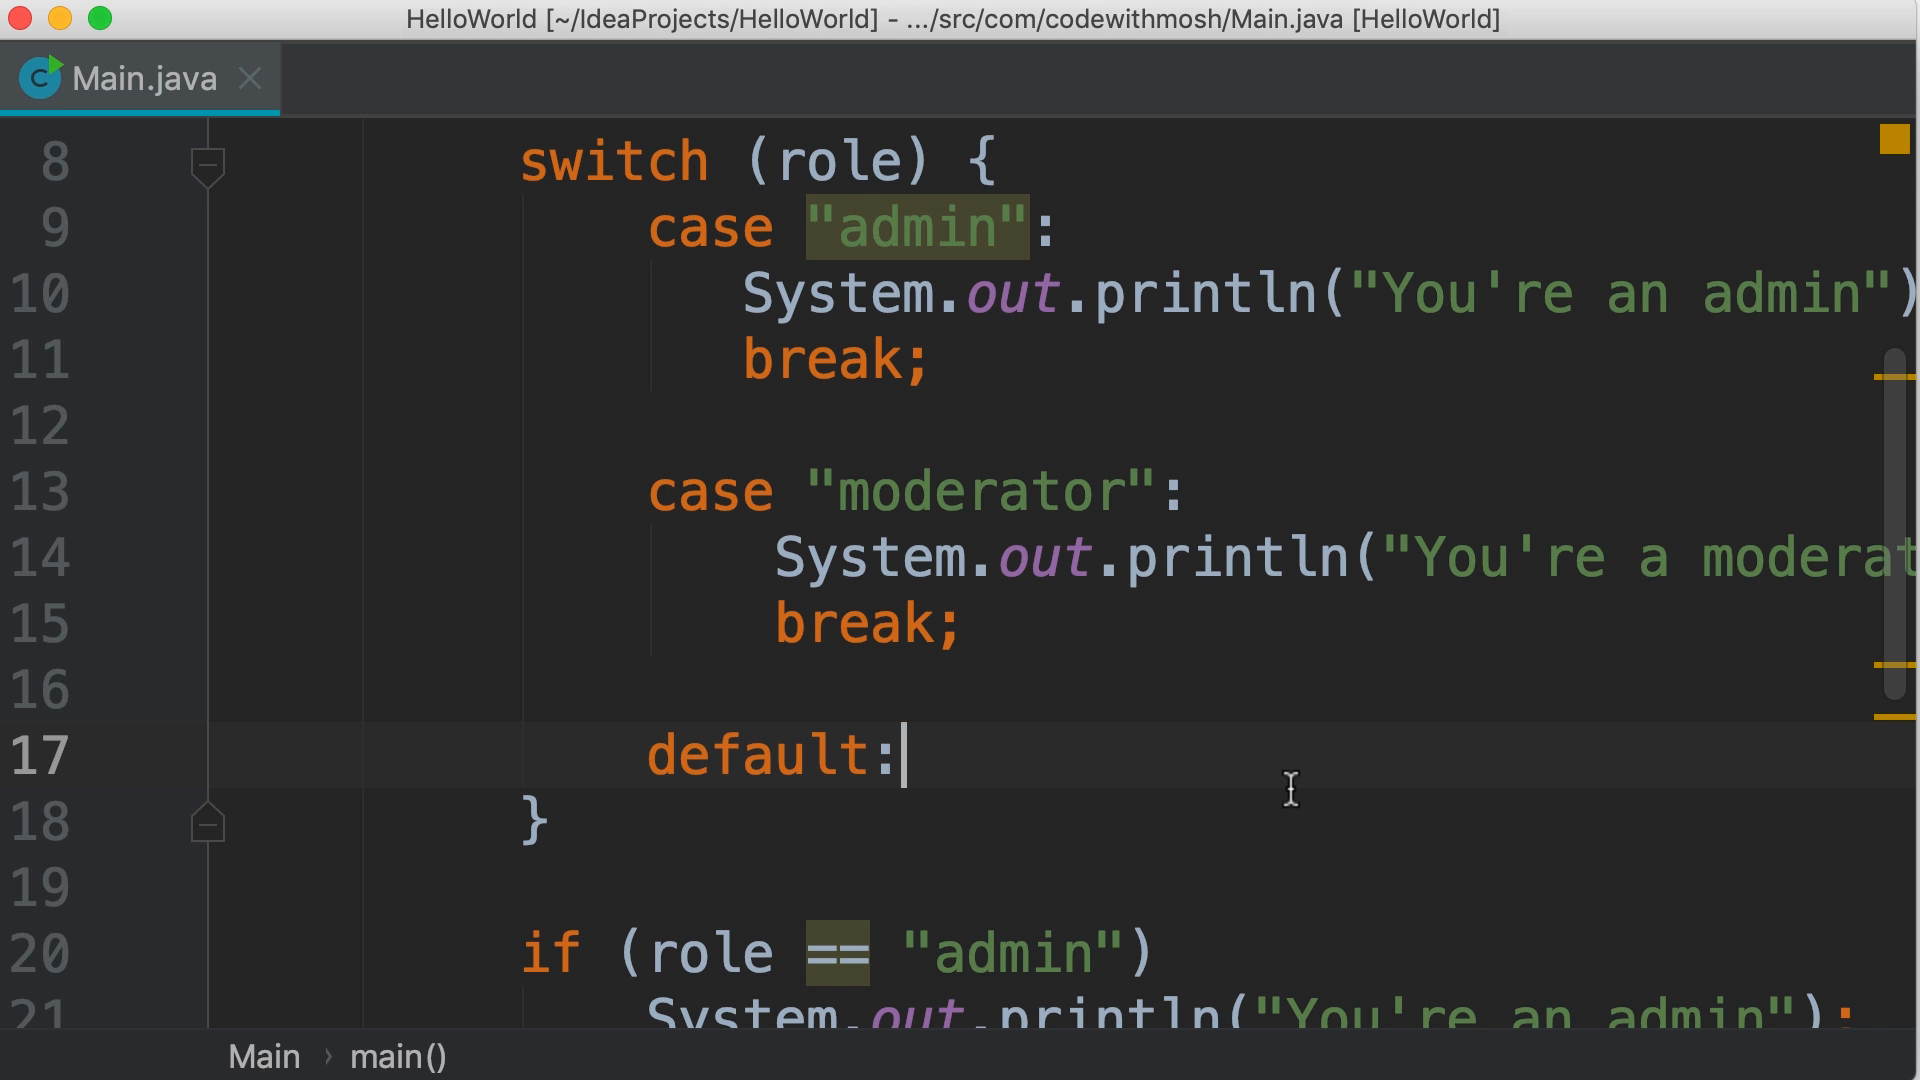 HelloWorld [~/IdeaProjects/HelloWorld] - .../src/com/codewithmosh/Main.java [HelloWorld]
C Main.java
8 switch (role) {
9 case "admin":
10 System.out.println("You're an admin")
11 break;
12
13 case "moderator":
14 System.out.println("You're a moderat
15 break;
16
17 default:
18 }
19
20 if (role == "admin")
21 System.out.println("You're an admin");
Main › main()